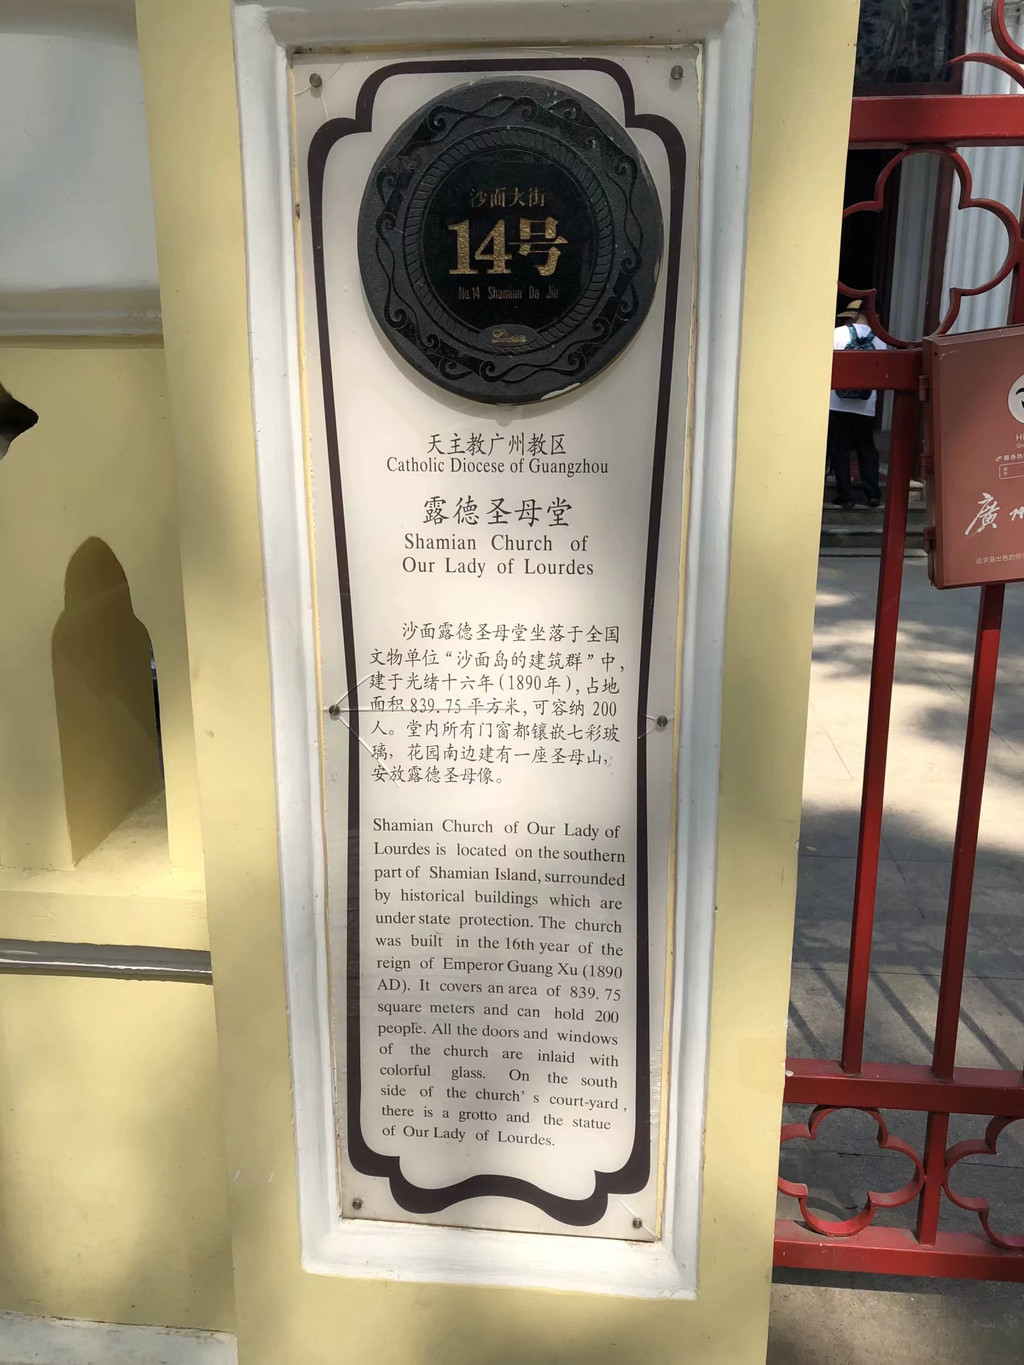 沙面大街
14号
No.14 Shamian Da Jie
天主教广州教区
Catholic Diocese of Guangzhou
露德圣母堂
Shamian Church of
Our Lady of Lourdes
沙面露德圣母堂坐落于全国
文物单位“沙面岛的建筑群”中，
建于光绪十六年（1890年），占地
面积 839.75 平方米，可容纳 200
人。堂内所有门窗都镶嵌七彩玻
璃，花园南边建有一座圣母山，
安放露德圣母像。
Shamian Church of Our Lady of
Lourdes is located on the southern
part of Shamian Island, surrounded
by historical buildings which are
under state protection. The church
was built in the 16th year of the
reign of Emperor Guang Xu (1890
AD). It covers an area of 839. 75
square meters and can hold 200
people. All the doors and windows
of the church are inlaid with
colorful glass. On the south
side of the church’ s court-yard ,
there is a grotto and the statue
of Our Lady of Lourdes.
廣州